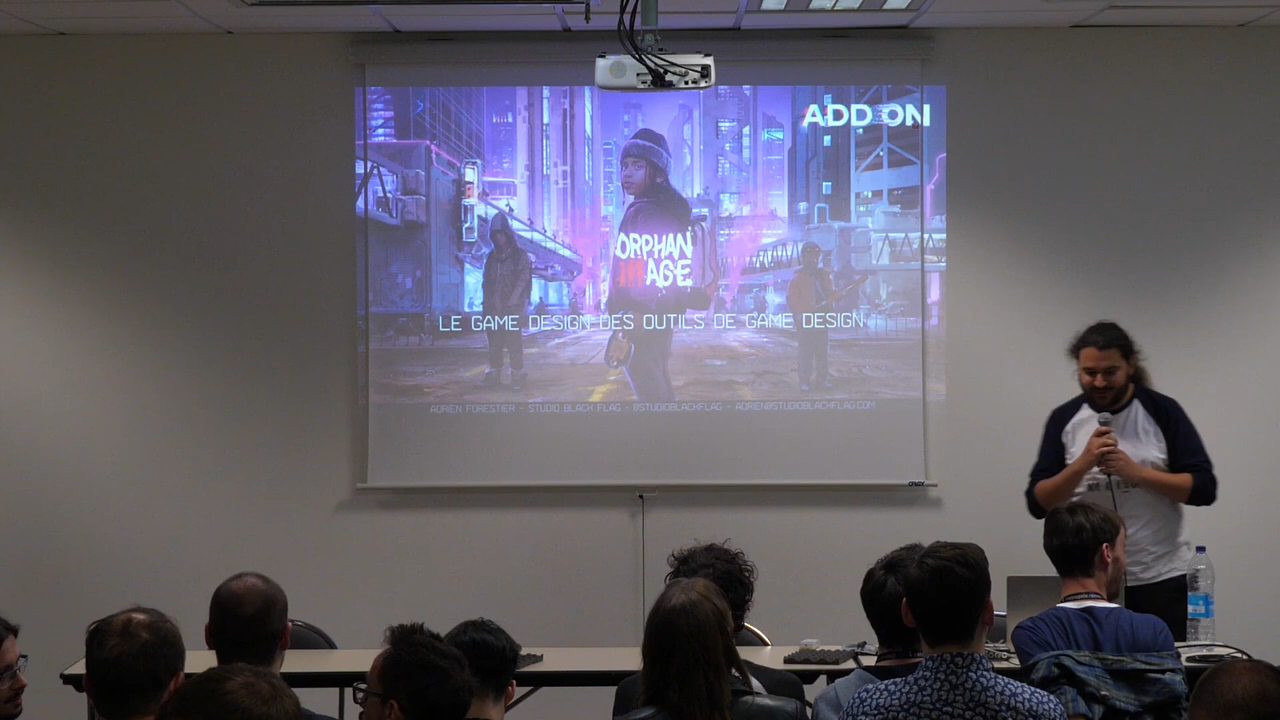 ADD ON
ORPHAN
AGE
LE GAME DESIGN DES OUTILS DE GAME DESIGN
ADRIEN FORESTIER - STUDIO BLACK FLAG - @STUDIOBLACKFLAG - ADRIEN@STUDIOBLACKFLAG.COM
ORAY